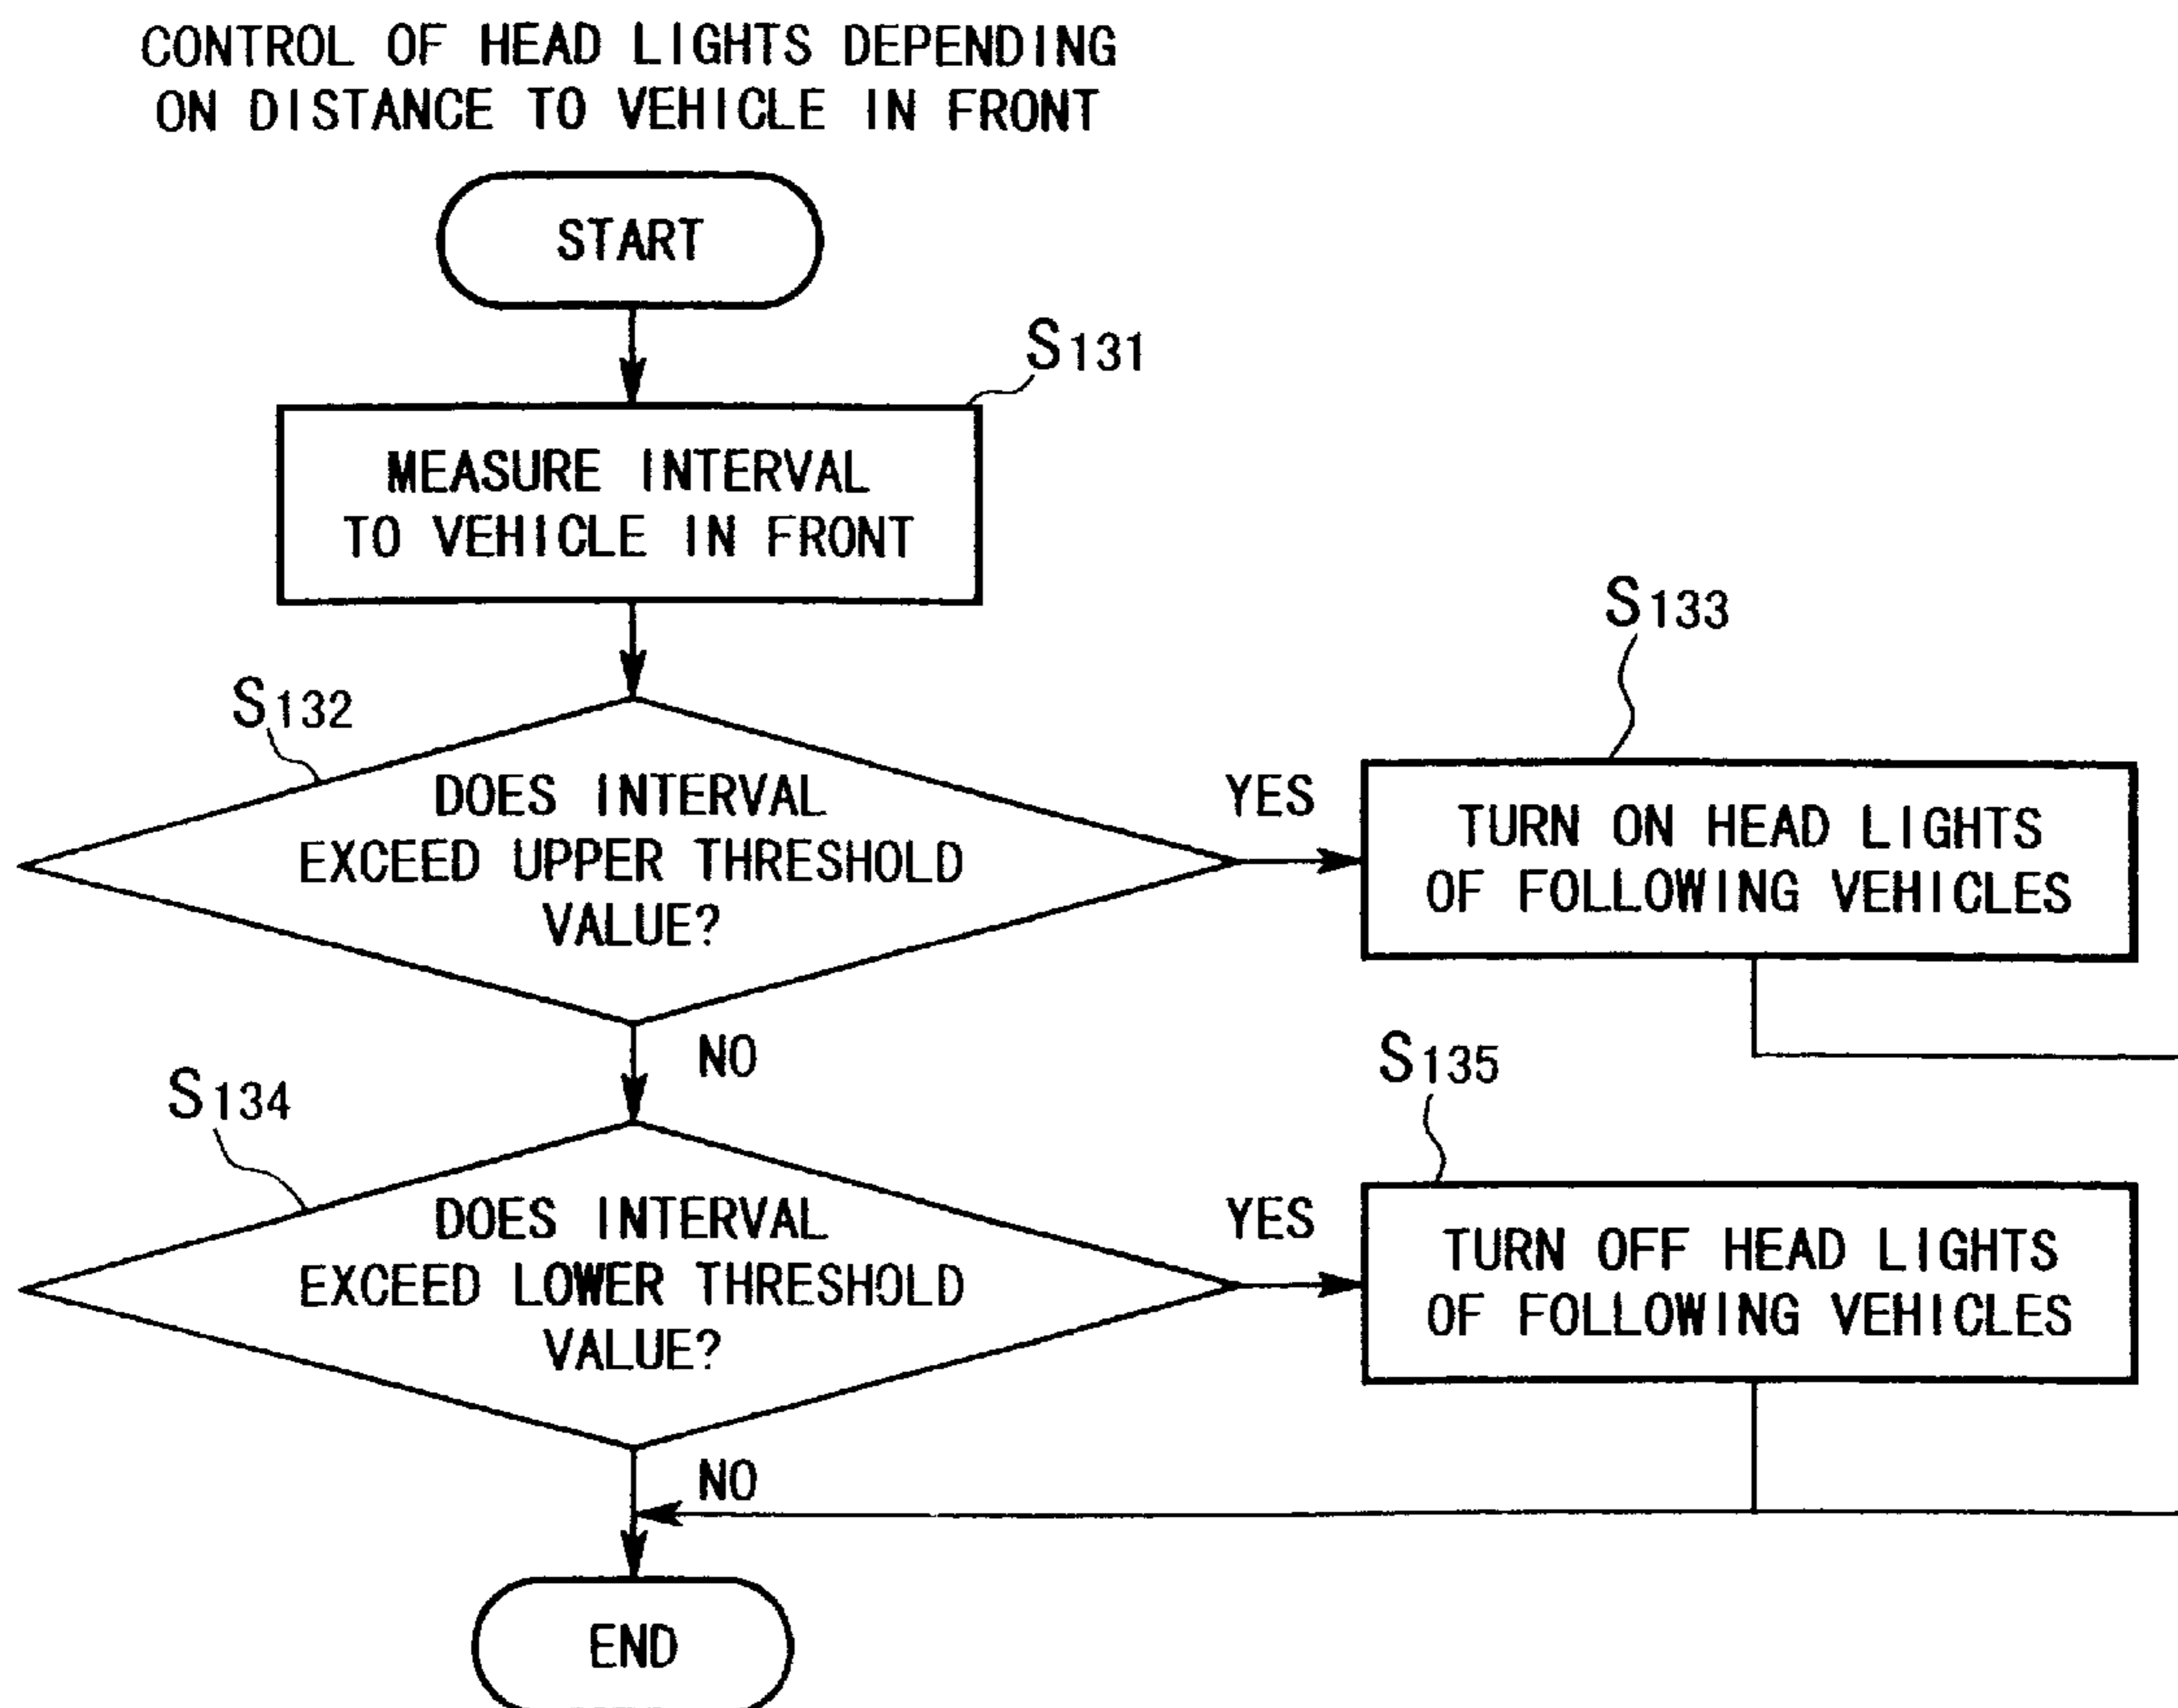 CONTROL OF HEAD LIGHTS DEPENDING
ON DISTANCE TO VEHICLE IN FRONT
START
S131
MEASURE INTERVAL
TO VEHICLE IN FRONT
S132
DOES INTERVAL
EXCEED UPPER THRESHOLD
VALUE?
YES
S133
TURN ON HEAD LIGHTS
OF FOLLOWING VEHICLES
NO
S134
DOES INTERVAL
EXCEED LOWER THRESHOLD
VALUE?
YES
S135
TURN OFF HEAD LIGHTS
OF FOLLOWING VEHICLES
NO
END